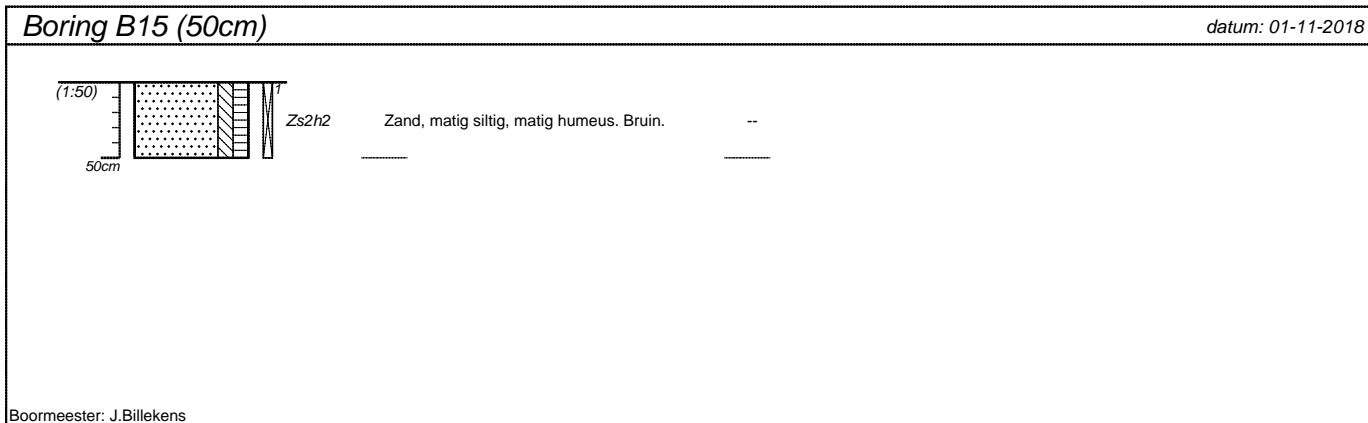 Boring B15 (50cm)
datum: 01-11-2018
(1:50)
1
Zs2h2
Zand, matig siltig, matig humeus. Bruin.
--
50cm
Boormeester: J.Billekens